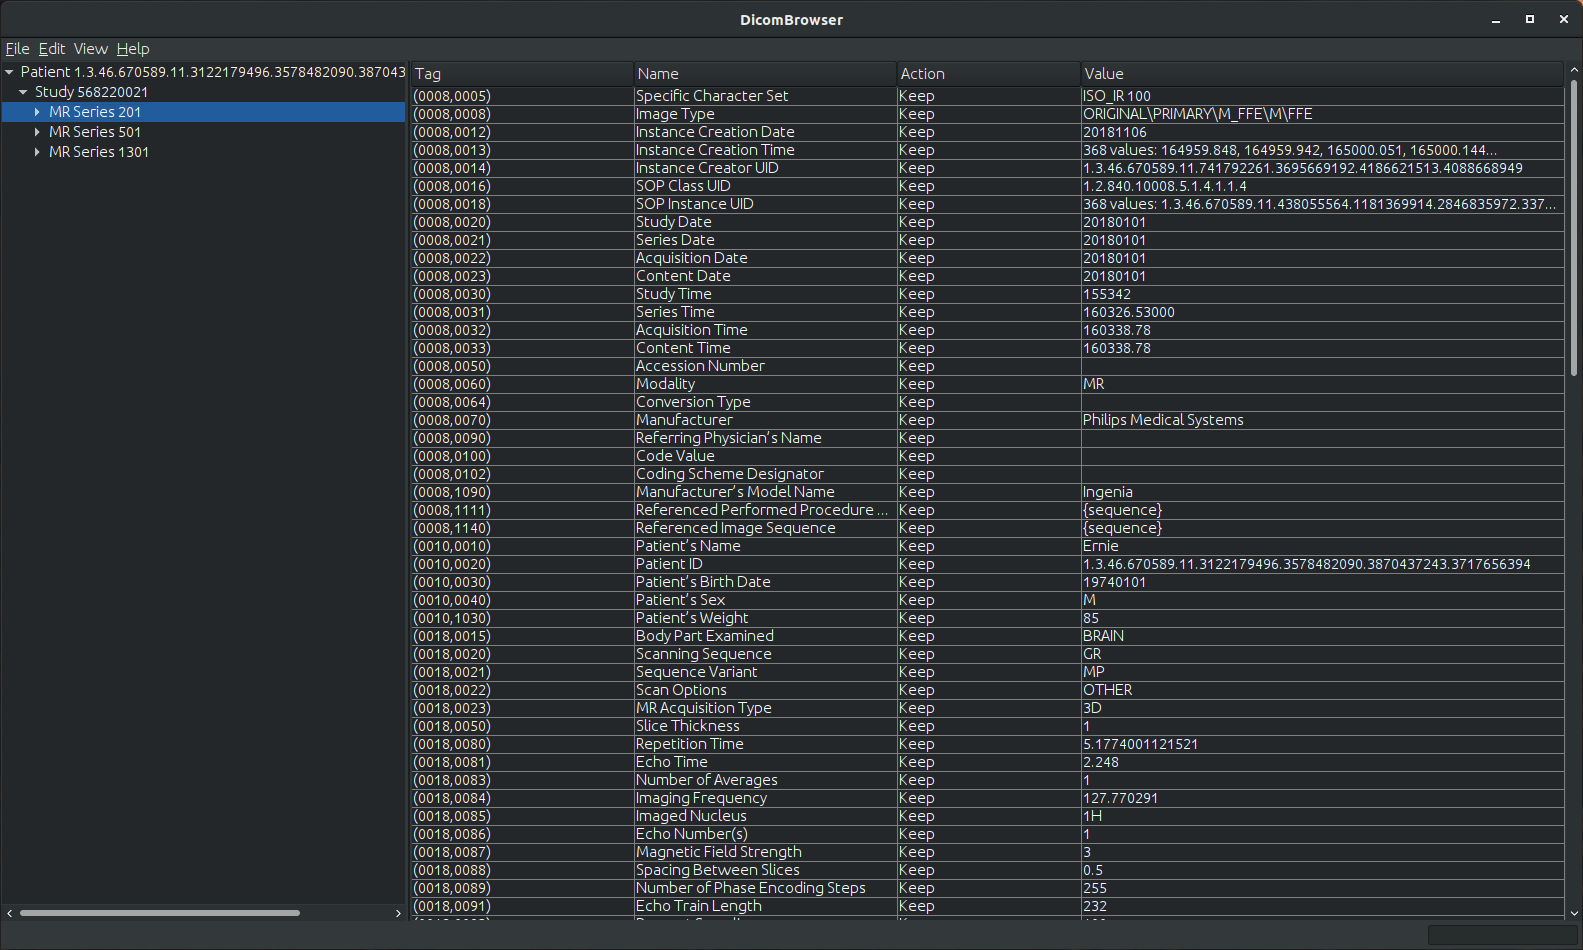 DicomBrowser
File Edit View Help
Patient 1.3.46.670589.11.3122179496.3578482090.387043
Study 568220021
MR Series 201
MR Series 501
MR Series 1301
Tag Name Action Value
(0008,0005) Specific Character Set Keep ISO_IR 100
(0008,0008) Image Type Keep ORIGINAL\PRIMARY\M_FFE\M\FFE
(0008,0012) Instance Creation Date Keep 20181106
(0008,0013) Instance Creation Time Keep 368 values: 164959.848, 164959.942, 165000.051, 165000.144...
(0008,0014) Instance Creator UID Keep 1.3.46.670589.11.741792261.3695669192.4186621513.4088668949
(0008,0016) SOP Class UID Keep 1.2.840.10008.5.1.4.1.1.4
(0008,0018) SOP Instance UID Keep 368 values: 1.3.46.670589.11.438055564.1181369914.2846835972.337...
(0008,0020) Study Date Keep 20180101
(0008,0021) Series Date Keep 20180101
(0008,0022) Acquisition Date Keep 20180101
(0008,0023) Content Date Keep 20180101
(0008,0030) Study Time Keep 155342
(0008,0031) Series Time Keep 160326.53000
(0008,0032) Acquisition Time Keep 160338.78
(0008,0033) Content Time Keep 160338.78
(0008,0050) Accession Number Keep
(0008,0060) Modality Keep MR
(0008,0064) Conversion Type Keep
(0008,0070) Manufacturer Keep Philips Medical Systems
(0008,0090) Referring Physician's Name Keep
(0008,0100) Code Value Keep
(0008,0102) Coding Scheme Designator Keep
(0008,1090) Manufacturer's Model Name Keep Ingenia
(0008,1111) Referenced Performed Procedure ... Keep {sequence}
(0008,1140) Referenced Image Sequence Keep {sequence}
(0010,0010) Patient's Name Keep Ernie
(0010,0020) Patient ID Keep 1.3.46.670589.11.3122179496.3578482090.3870437243.3717656394
(0010,0030) Patient's Birth Date Keep 19740101
(0010,0040) Patient's Sex Keep M
(0010,1030) Patient's Weight Keep 85
(0018,0015) Body Part Examined Keep BRAIN
(0018,0020) Scanning Sequence Keep GR
(0018,0021) Sequence Variant Keep MP
(0018,0022) Scan Options Keep OTHER
(0018,0023) MR Acquisition Type Keep 3D
(0018,0050) Slice Thickness Keep 1
(0018,0080) Repetition Time Keep 5.1774001121521
(0018,0081) Echo Time Keep 2.248
(0018,0083) Number of Averages Keep 1
(0018,0084) Imaging Frequency Keep 127.770291
(0018,0085) Imaged Nucleus Keep 1H
(0018,0086) Echo Number(s) Keep 1
(0018,0087) Magnetic Field Strength Keep 3
(0018,0088) Spacing Between Slices Keep 0.5
(0018,0089) Number of Phase Encoding Steps Keep 255
(0018,0091) Echo Train Length Keep 232